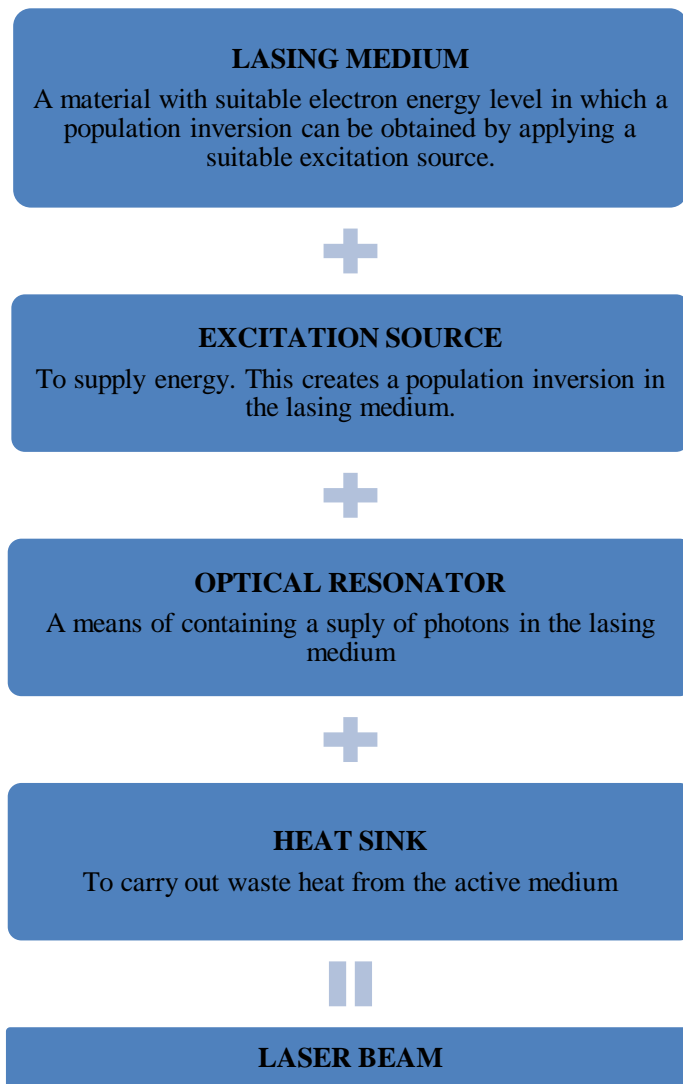 LASING MEDIUM
A material with suitable electron energy level in which a
population inversion can be obtained by applying a
suitable excitation source.
EXCITATION SOURCE
To supply energy. This creates a population inversion in
the lasing medium.
OPTICAL RESONATOR
A means of containing a suply of photons in the lasing
medium
HEAT SINK
To carry out waste heat from the active medium
LASER BEAM